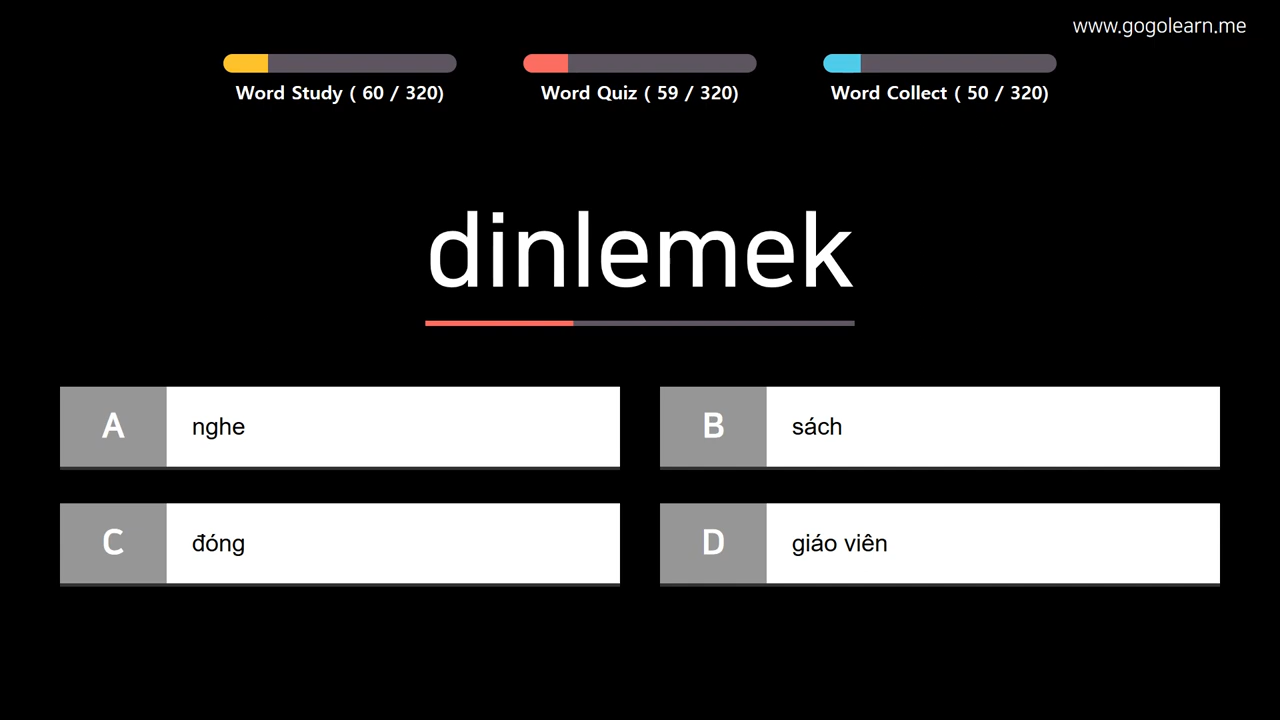 www.gogolearn.me
Word Study ( 60 / 320)
Word Quiz ( 59 / 320)
Word Collect ( 50 / 320)
dinlemek
A nghe
B sách
C đóng
D giáo viên